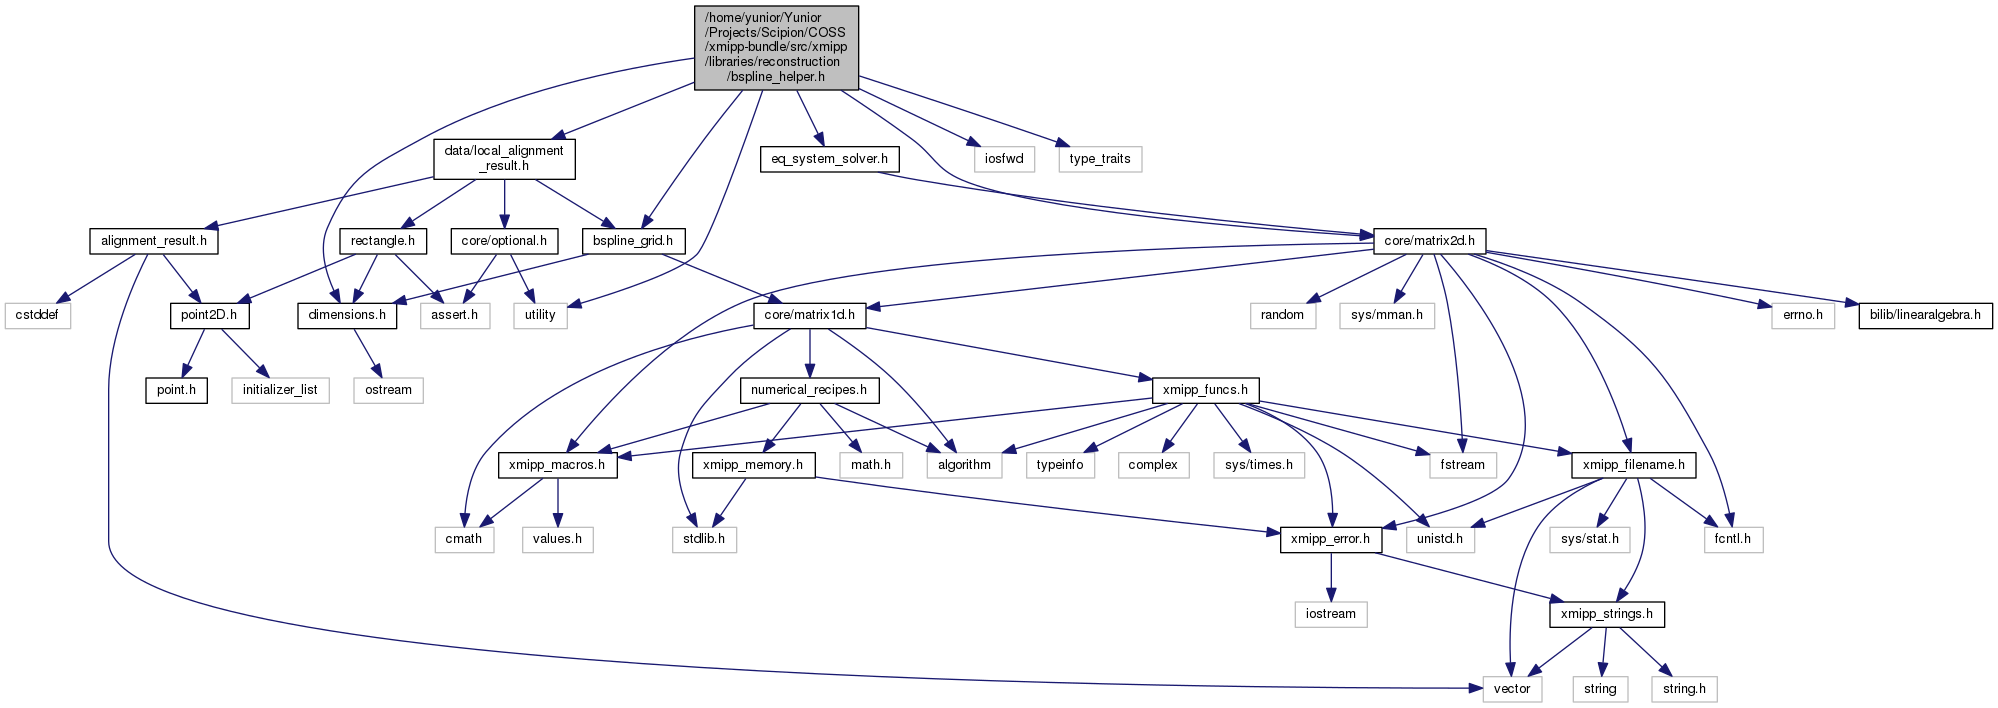 /home/yunior/Yunior
/Projects/Scipion/COSS
/xmipp-bundle/src/xmipp
/libraries/reconstruction
/bspline_helper.h
data/local_alignment
_result.h
eq_system_solver.h
iosfwd
type_traits
alignment_result.h
rectangle.h
core/optional.h
bspline_grid.h
core/matrix2d.h
cstddef
point2D.h
dimensions.h
assert.h
utility
core/matrix1d.h
random
sys/mman.h
errno.h
bilib/linearalgebra.h
point.h
initializer_list
ostream
numerical_recipes.h
xmipp_funcs.h
xmipp_macros.h
xmipp_memory.h
math.h
algorithm
typeinfo
complex
sys/times.h
fstream
xmipp_filename.h
cmath
values.h
stdlib.h
xmipp_error.h
unistd.h
sys/stat.h
fcntl.h
iostream
xmipp_strings.h
vector
string
string.h